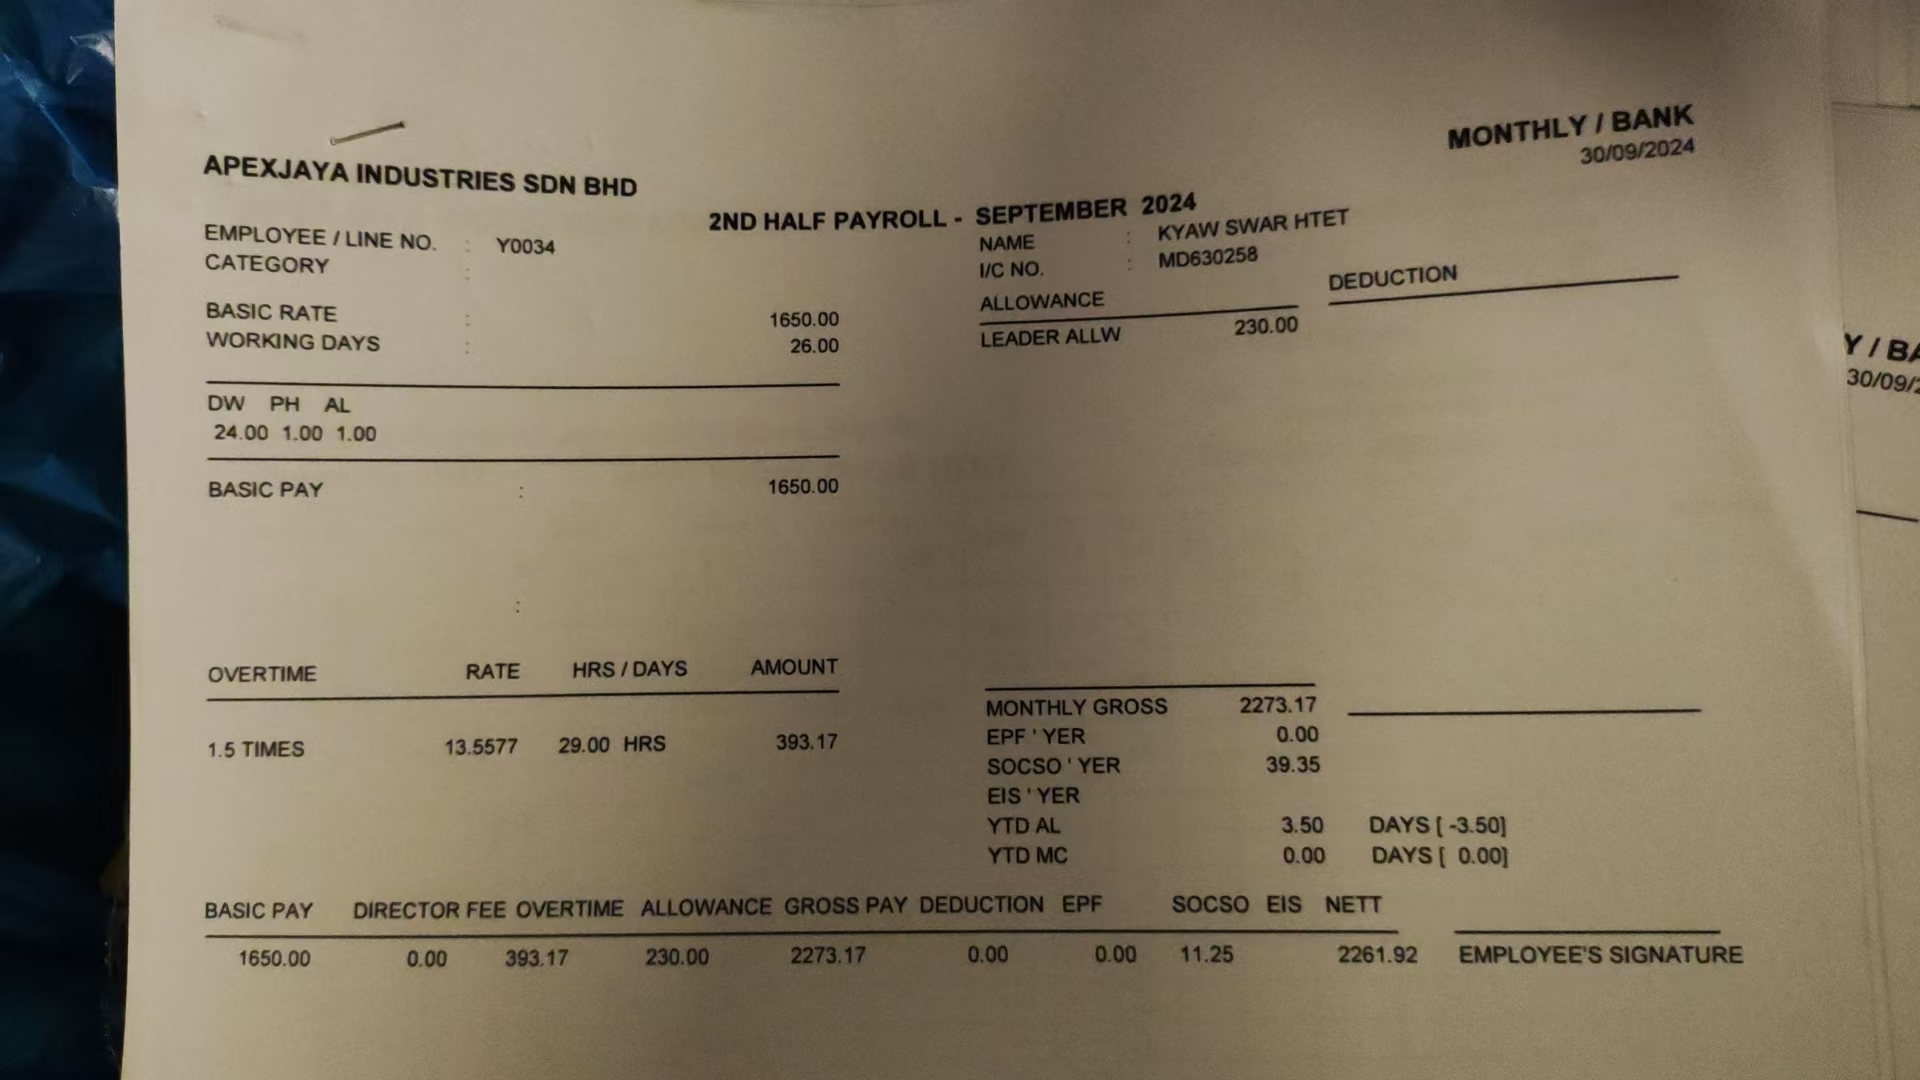 MONTHLY / BANK
30/09/2024
APEXJAYA INDUSTRIES SDN BHD
2ND HALF PAYROLL - SEPTEMBER 2024
EMPLOYEE / LINE NO. : Y0034
NAME : KYAW SWAR HTET
CATEGORY :
I/C NO. : MD630258
ALLOWANCE DEDUCTION
BASIC RATE : 1650.00
LEADER ALLW 230.00
WORKING DAYS : 26.00
DW PH AL
24.00 1.00 1.00
BASIC PAY : 1650.00
:
OVERTIME RATE HRS / DAYS AMOUNT
1.5 TIMES 13.5577 29.00 HRS 393.17
MONTHLY GROSS 2273.17
EPF ' YER 0.00
SOCSO ' YER 39.35
EIS ' YER
YTD AL 3.50 DAYS [ -3.50]
YTD MC 0.00 DAYS [ 0.00]
BASIC PAY DIRECTOR FEE OVERTIME ALLOWANCE GROSS PAY DEDUCTION EPF SOCSO EIS NETT
1650.00 0.00 393.17 230.00 2273.17 0.00 0.00 11.25 2261.92 EMPLOYEE'S SIGNATURE
Y / BA
30/09/2